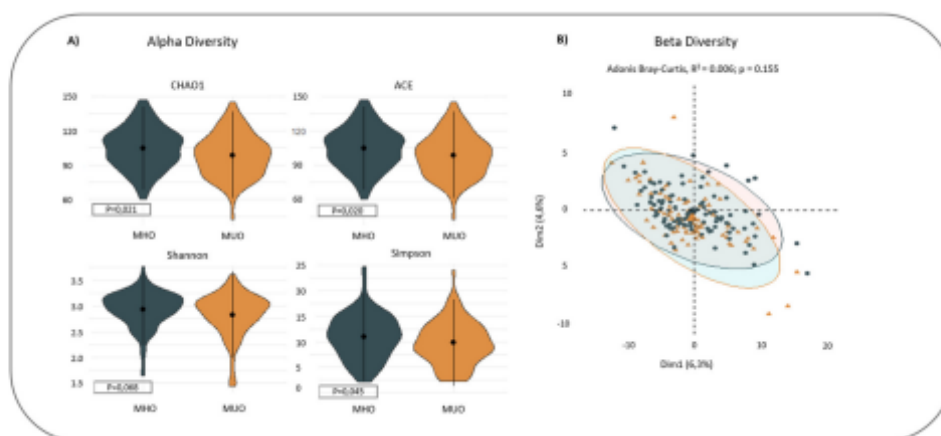 A) Alpha Diversity
CHAO1
150
120
90
60
P=0,021
MHO MUO
ACE
150
120
90
60
P=0,020
MHO MUO
Shannon
3.5
3.0
2.5
2.0
1.5
P=0,068
MHO MUO
Simpson
25
20
15
10
5
0
P=0,045
MHO MUO
B) Beta Diversity
Adonis Bray-Curtis, R² = 0.006; p = 0.155
10
5
0
5
-10
Dim2 (4,6%)
-10 0 10 20
Dim1 (6,3%)